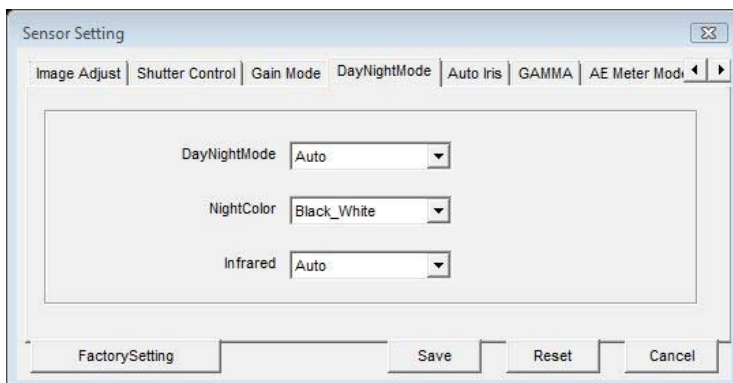 Sensor Setting
Image Adjust Shutter Control Gain Mode DayNightMode Auto Iris GAMMA AE Meter Mode
DayNightMode Auto
NightColor Black_White
Infrared Auto
FactorySetting Save Reset Cancel